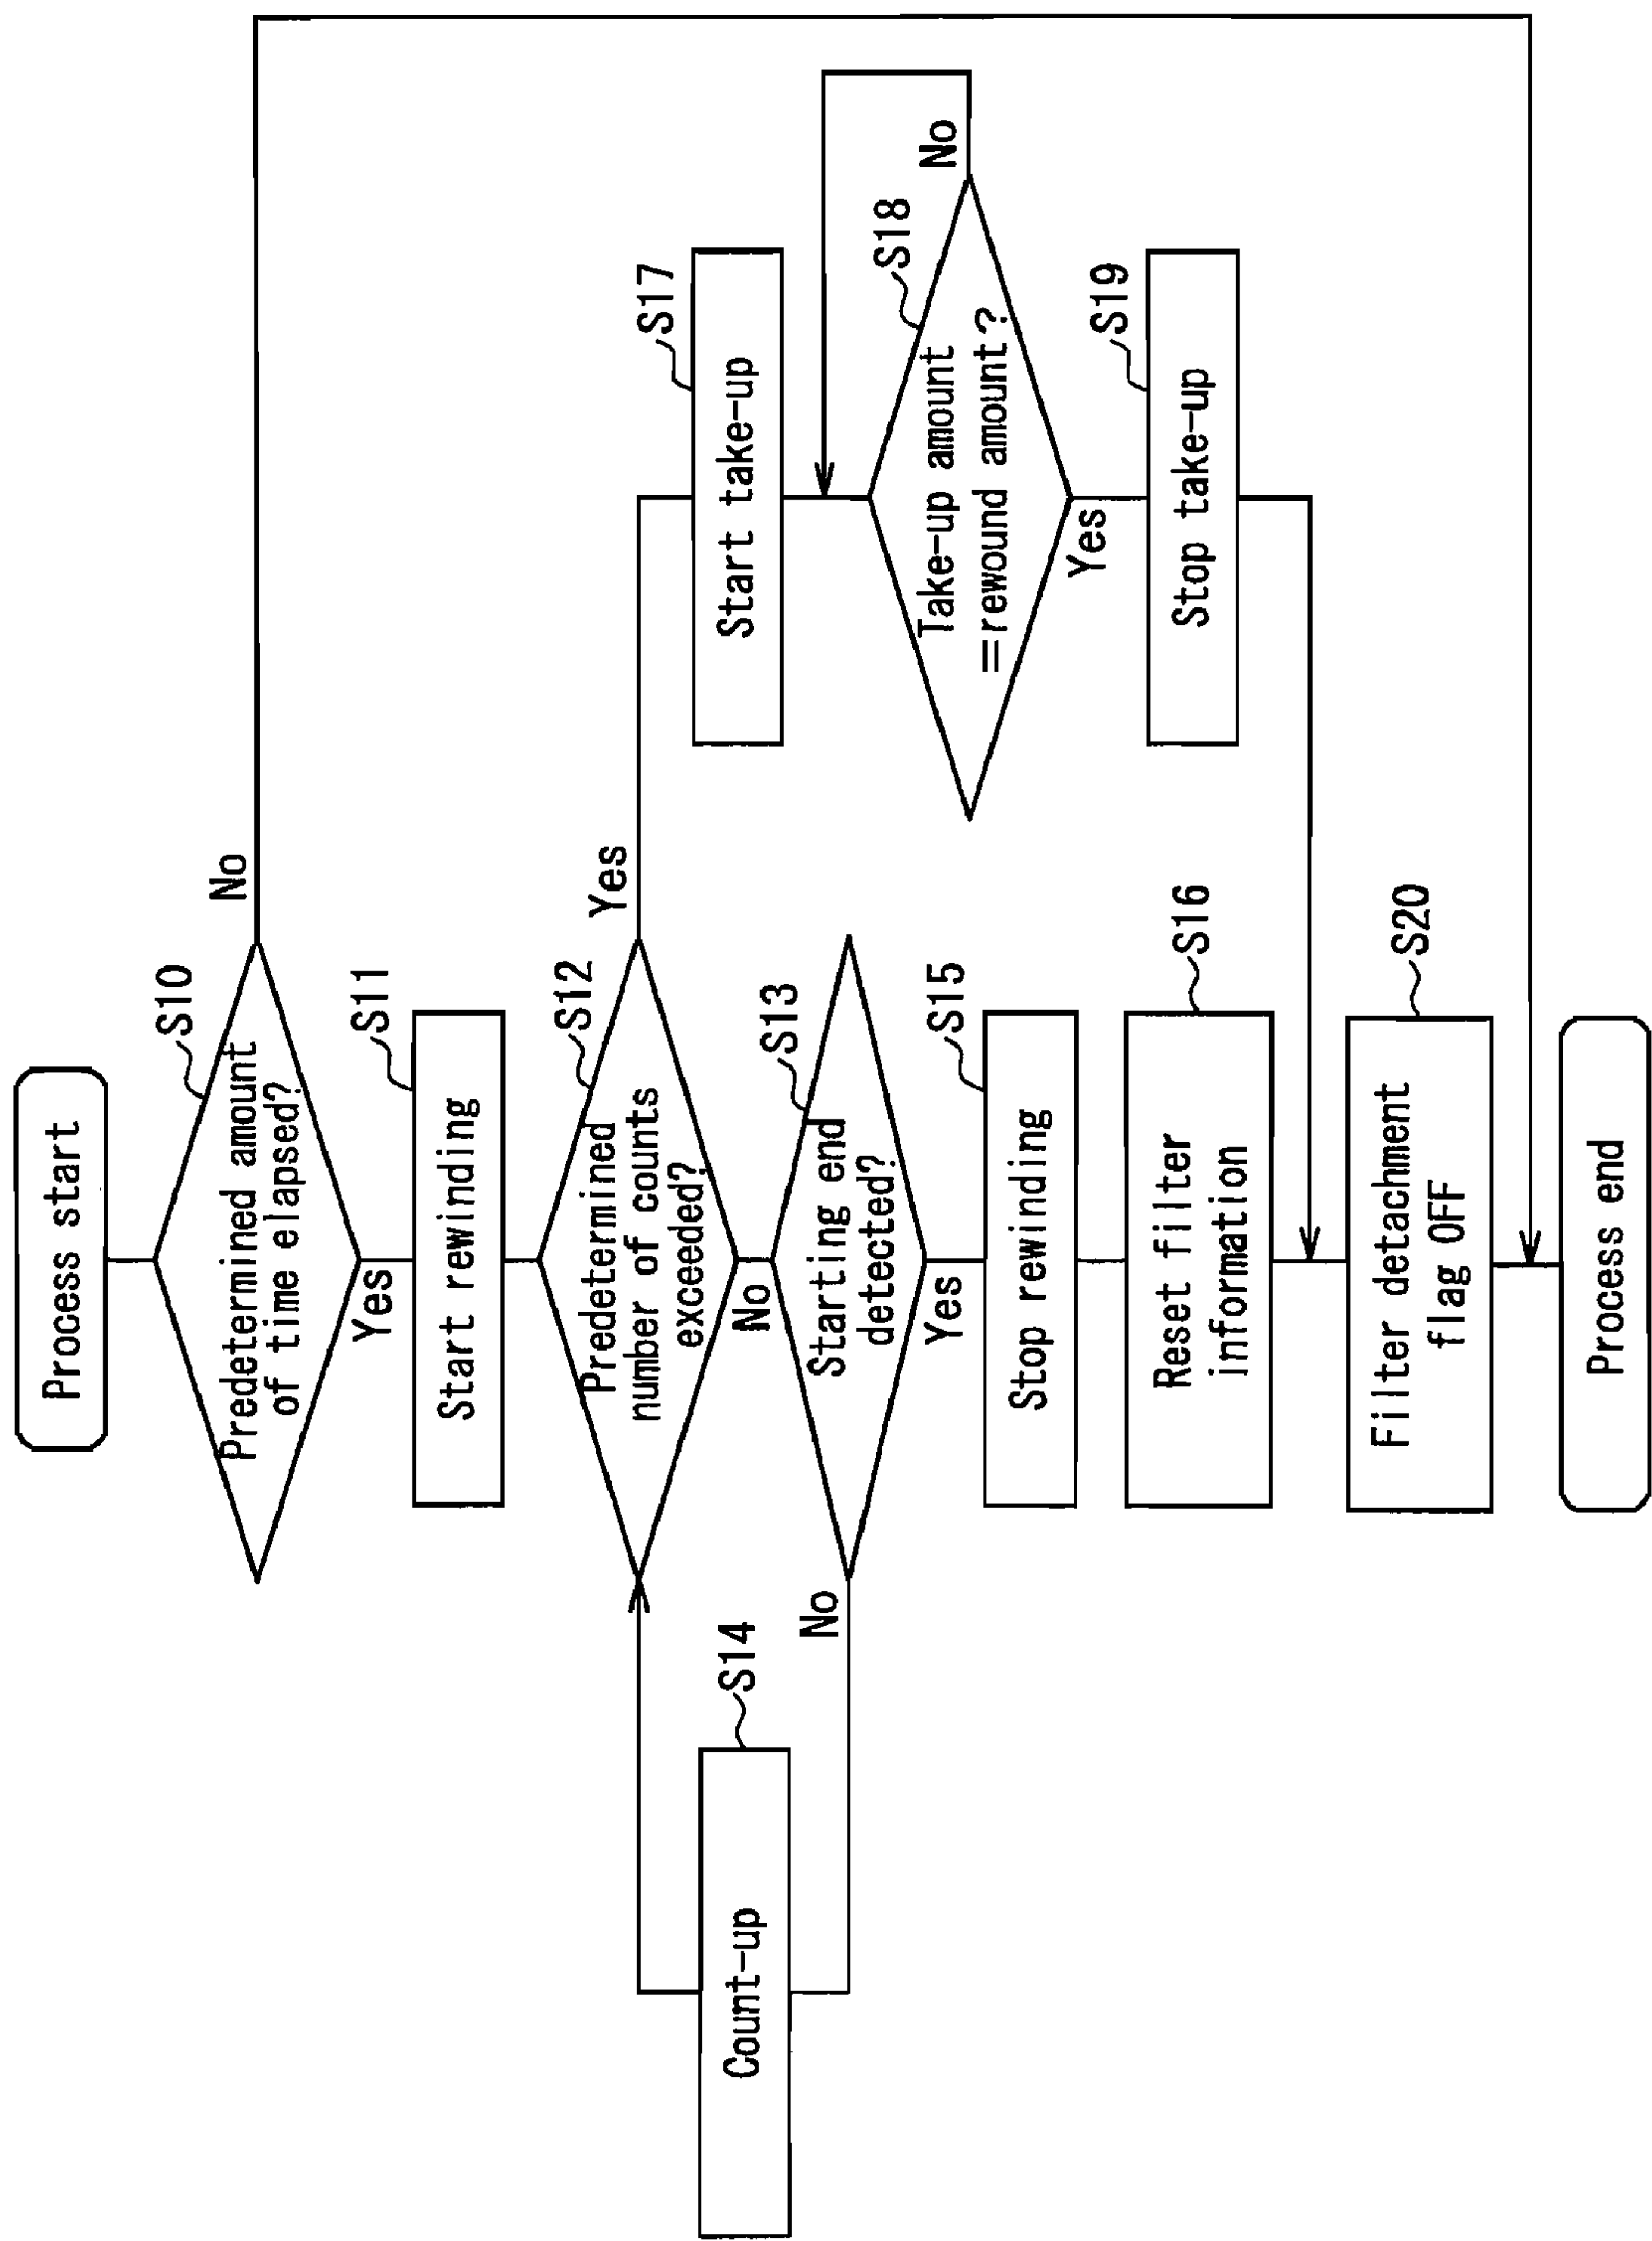 Process start
S10
Predetermined amount
of time elapsed?
No
Yes
S11
Start rewinding
S12
Predetermined
number of counts
exceeded?
Yes
No
S13
Starting end
detected?
No
Yes
S14
Count-up
S15
Stop rewinding
S16
Reset filter
information
S17
Start take-up
S18
Take-up amount
=rewound amount?
No
Yes
S19
Stop take-up
S20
Filter detachment
flag OFF
Process end